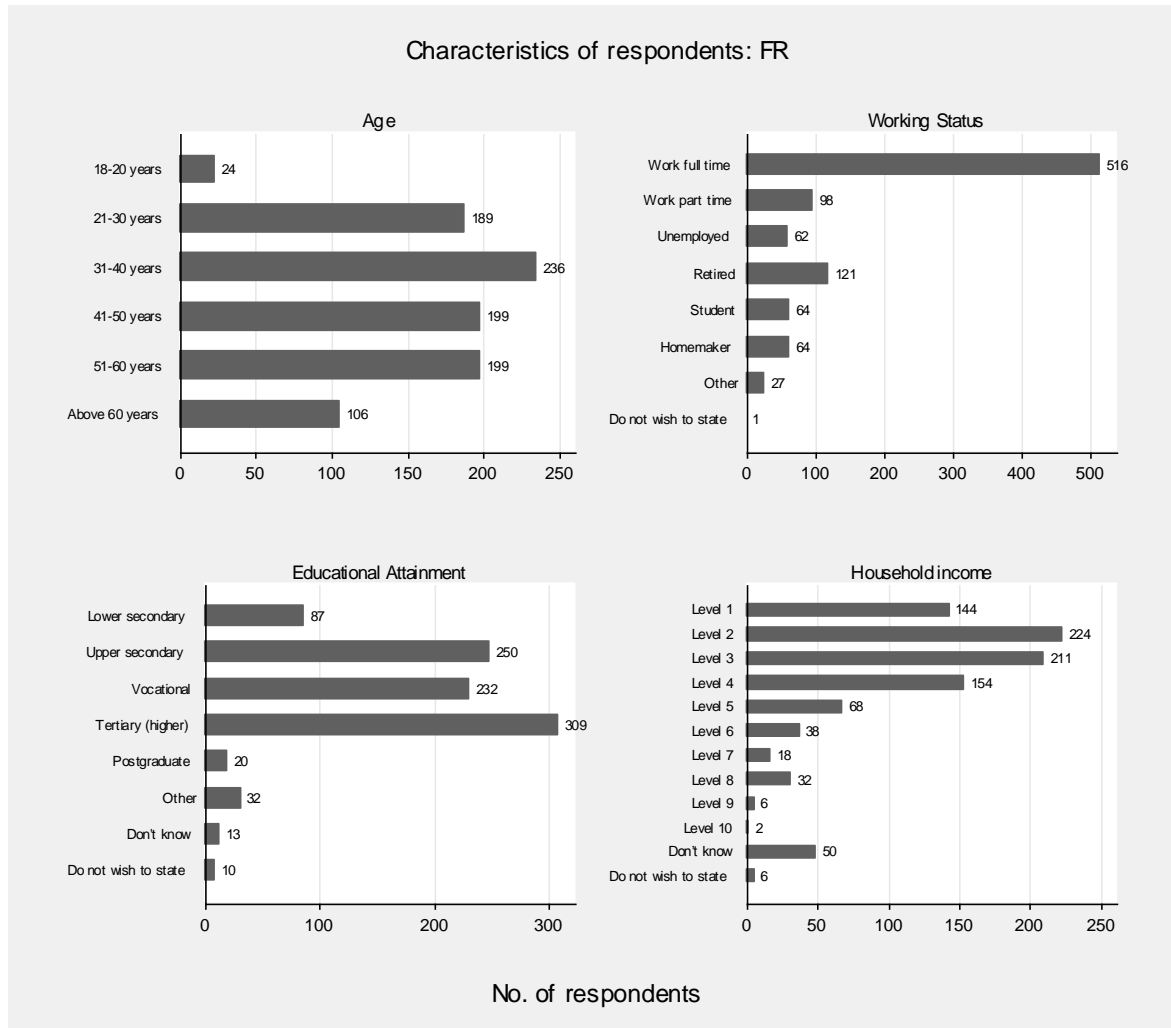 Characteristics of respondents: FR
Age
18-20 years 24
21-30 years 189
31-40 years 236
41-50 years 199
51-60 years 199
Above 60 years 106
0 50 100 150 200 250
Working Status
Work full time 516
Work part time 98
Unemployed 62
Retired 121
Student 64
Homemaker 64
Other 27
Do not wish to state 1
0 100 200 300 400 500
Educational Attainment
Lower secondary 87
Upper secondary 250
Vocational 232
Tertiary (higher) 309
Postgraduate 20
Other 32
Don't know 13
Do not wish to state 10
0 100 200 300
Household income
Level 1 144
Level 2 224
Level 3 211
Level 4 154
Level 5 68
Level 6 38
Level 7 18
Level 8 32
Level 9 6
Level 10 2
Don't know 50
Do not wish to state 6
0 50 100 150 200 250
No. of respondents